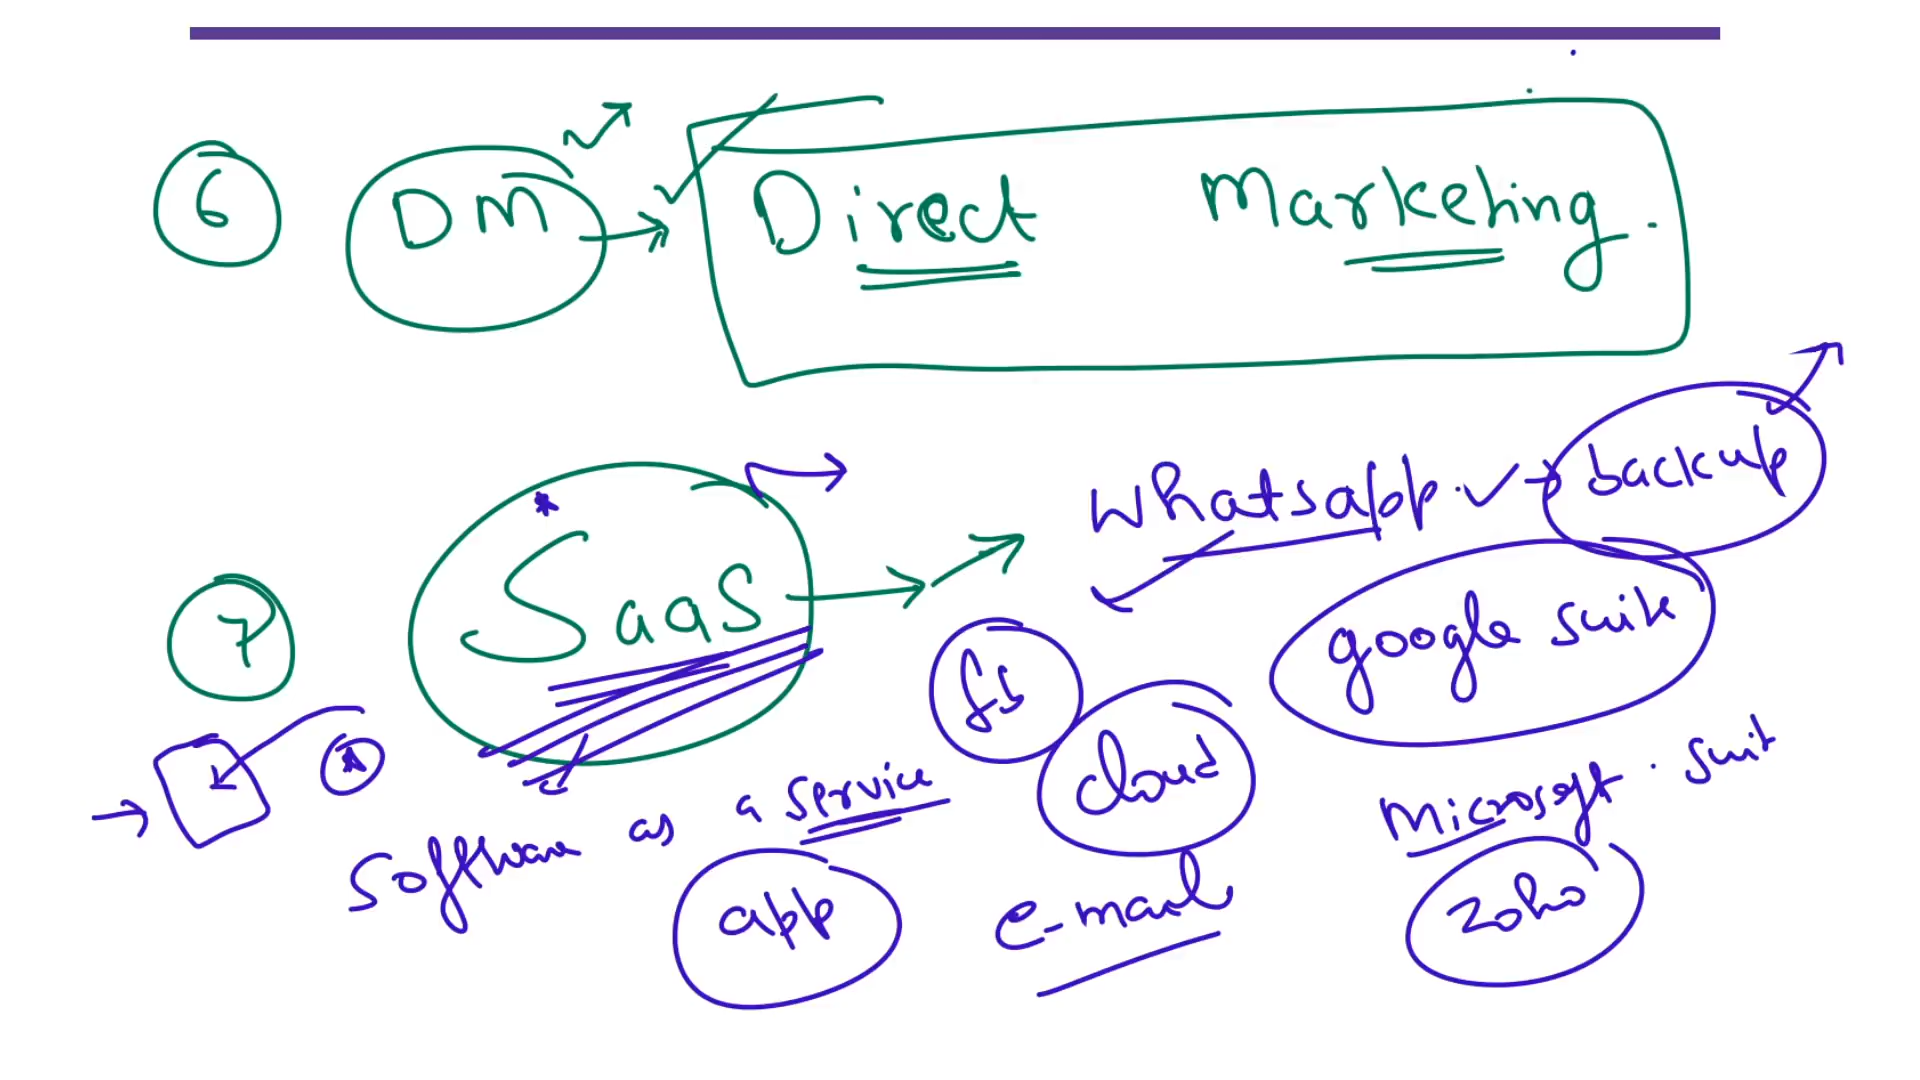 6 DM Direct Marketing.
7 SaaS Whatsapp. backup
google suite
fb
cloud
Software as a service
Microsoft. suit
app e-mail zoho